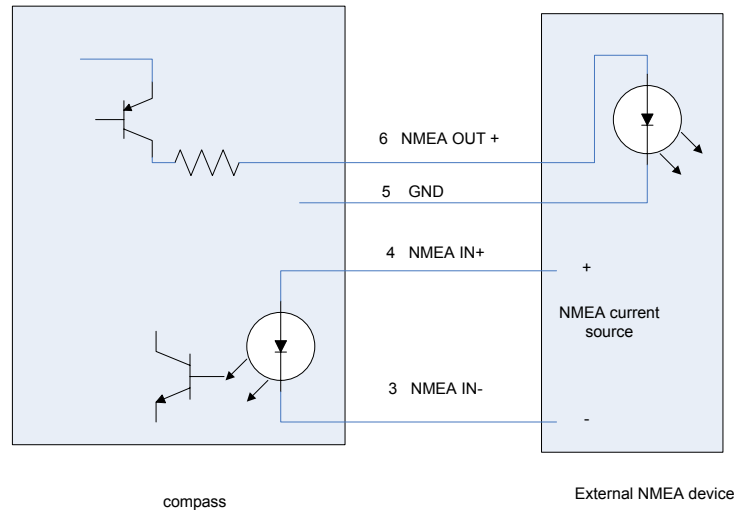 6 NMEA OUT +
5 GND
4 NMEA IN+
+
NMEA current
source
3 NMEA IN-
-
compass
External NMEA device